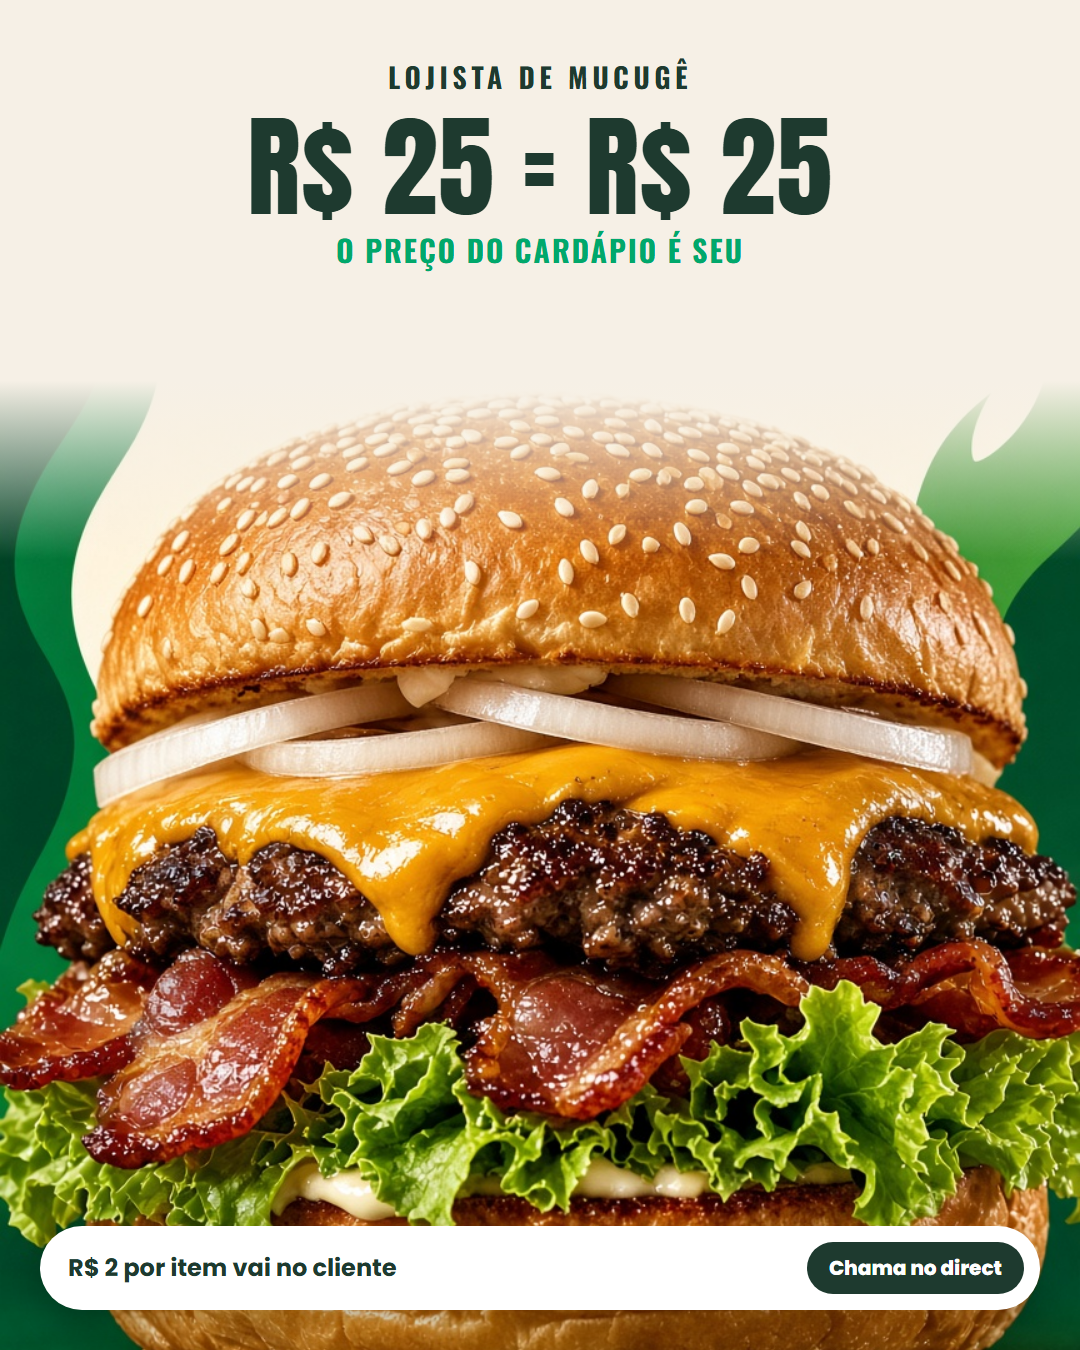 LOJISTA DE MUCUGÊ
R$ 25 = R$ 25
O PREÇO DO CARDÁPIO É SEU
R$ 2 por item vai no cliente
Chama no direct